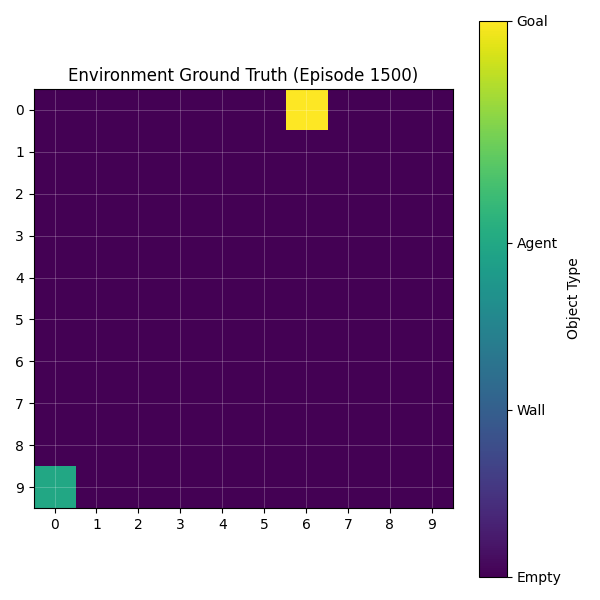 Environment Ground Truth (Episode 1500)
0
1
2
3
4
5
6
7
8
9
0 1 2 3 4 5 6 7 8 9
Goal
Agent
Wall
Empty
Object Type